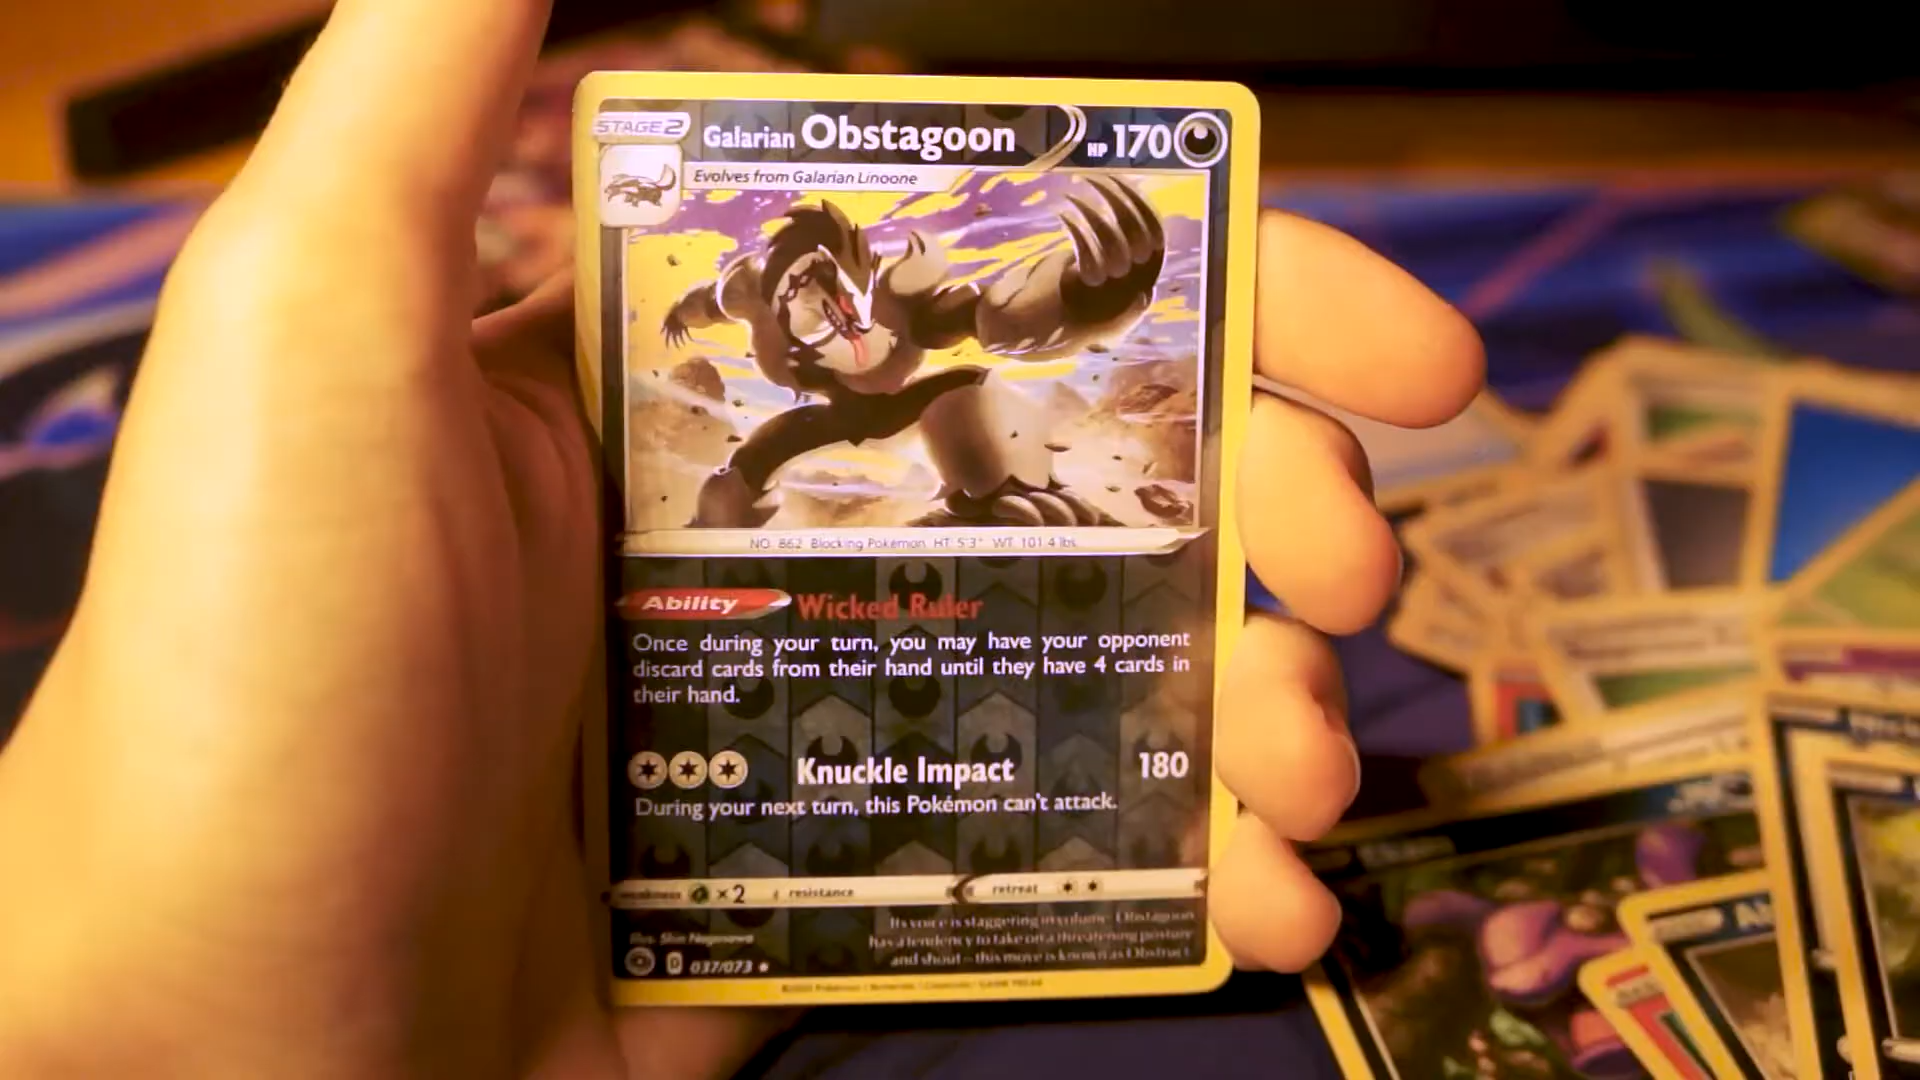 STAGE 2
Galarian Obstagoon
HP 170
Evolves from Galarian Linoone
NO. 862 Blocking Pokémon HT: 5'3" WT: 101.4 lbs.
Ability Wicked Ruler
Once during your turn, you may have your opponent
discard cards from their hand until they have 4 cards in
their hand.
Knuckle Impact 180
During your next turn, this Pokémon can't attack.
weakness ×2 resistance retreat
Its voice is staggering in volume. Obstagoon
has a tendency to take on a threatening posture
and shout—this move is known as Obstruct.
Illus. Shin Nagasawa
D 037/073